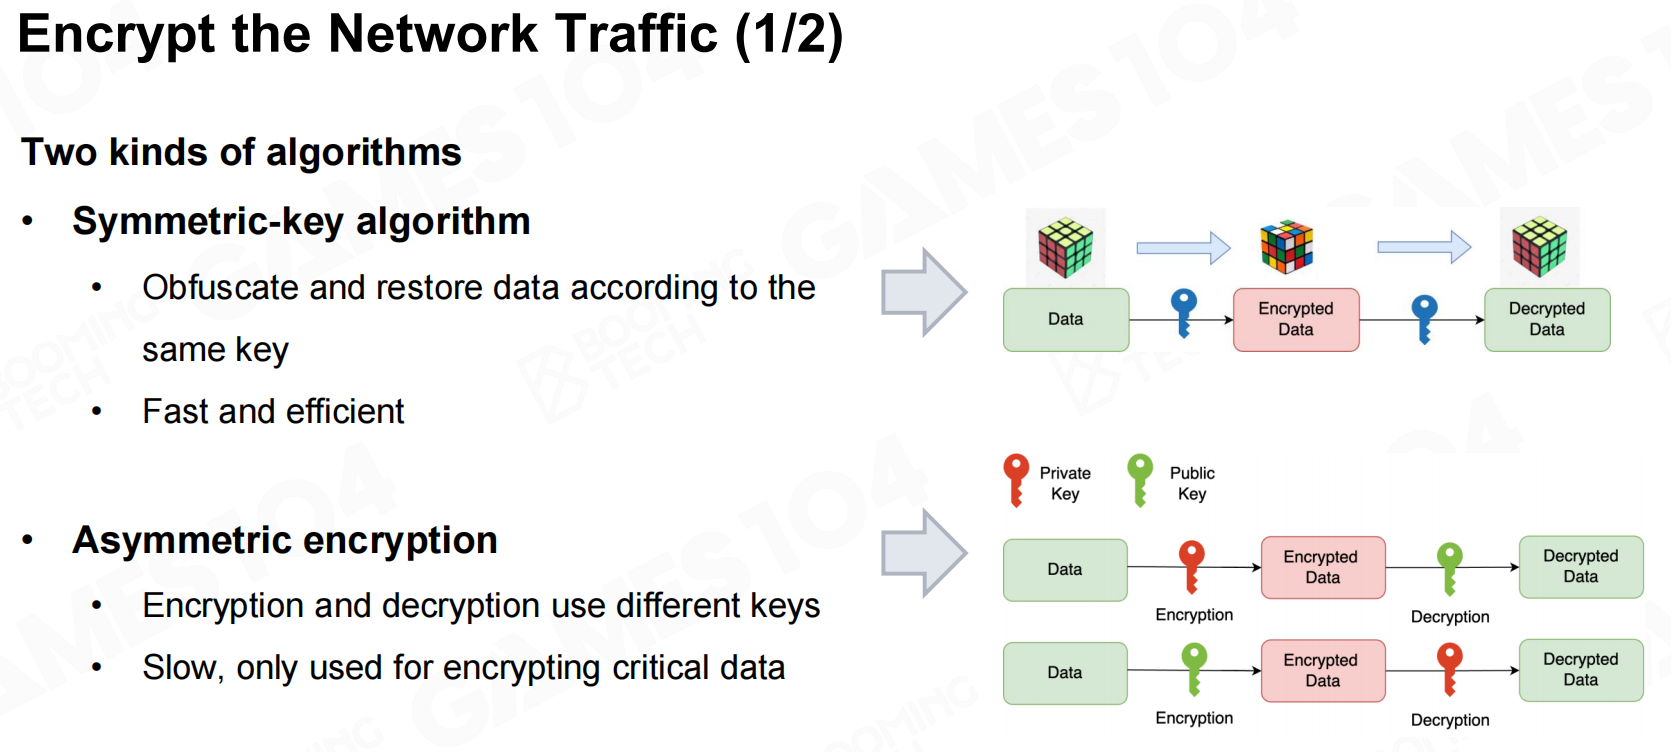 Encrypt the Network Traffic (1/2)
Two kinds of algorithms
• Symmetric-key algorithm
• Obfuscate and restore data according to the
same key
• Fast and efficient
Data
Encrypted
Data
Decrypted
Data
• Asymmetric encryption
• Encryption and decryption use different keys
• Slow, only used for encrypting critical data
Private
Key
Public
Key
Data
Encryption
Encrypted
Data
Decryption
Decrypted
Data
Data
Encryption
Encrypted
Data
Decryption
Decrypted
Data
GAMES104
BOOMING
TECH